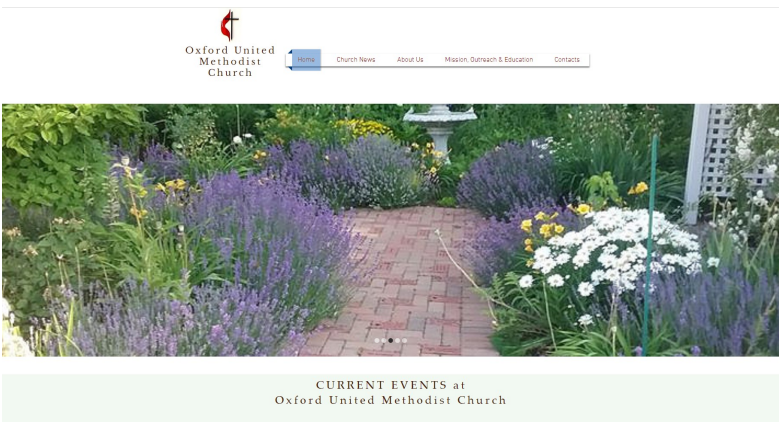 Oxford United
Methodist
Church
Home Church News About Us Mission, Outreach & Education Contacts
CURRENT EVENTS at
Oxford United Methodist Church